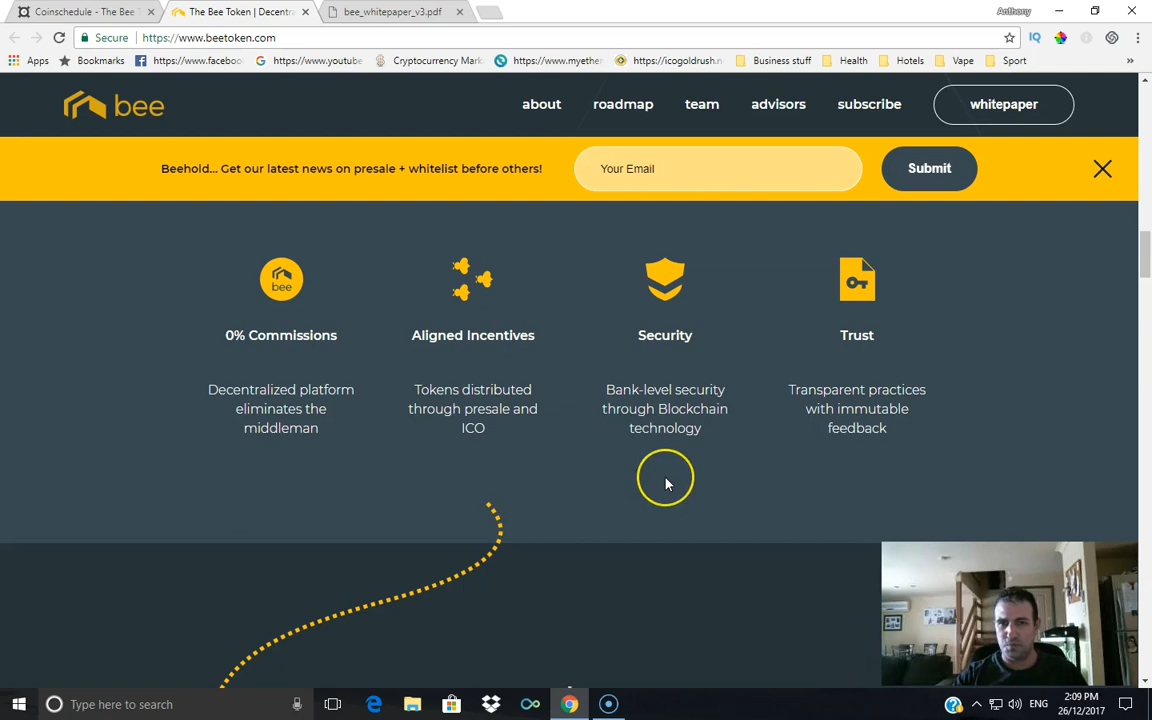 Coinschedule - The Bee T
The Bee Token | Decentra
bee_whitepaper_v3.pdf
Anthony
Secure
https://www.beetoken.com
IQ
Apps
Bookmarks
https://www.faceboo
https://www.youtube
Cryptocurrency Mark
https://www.myether
https://icogoldrush.n
Business stuff
Health
Hotels
Vape
Sport
bee
about
roadmap
team
advisors
subscribe
whitepaper
Beehold... Get our latest news on presale + whitelist before others!
Your Email
Submit
bee
0% Commissions
Aligned Incentives
Security
Trust
Decentralized platform
eliminates the
middleman
Tokens distributed
through presale and
ICO
Bank-level security
through Blockchain
technology
Transparent practices
with immutable
feedback
Type here to search
ENG
2:09 PM
26/12/2017